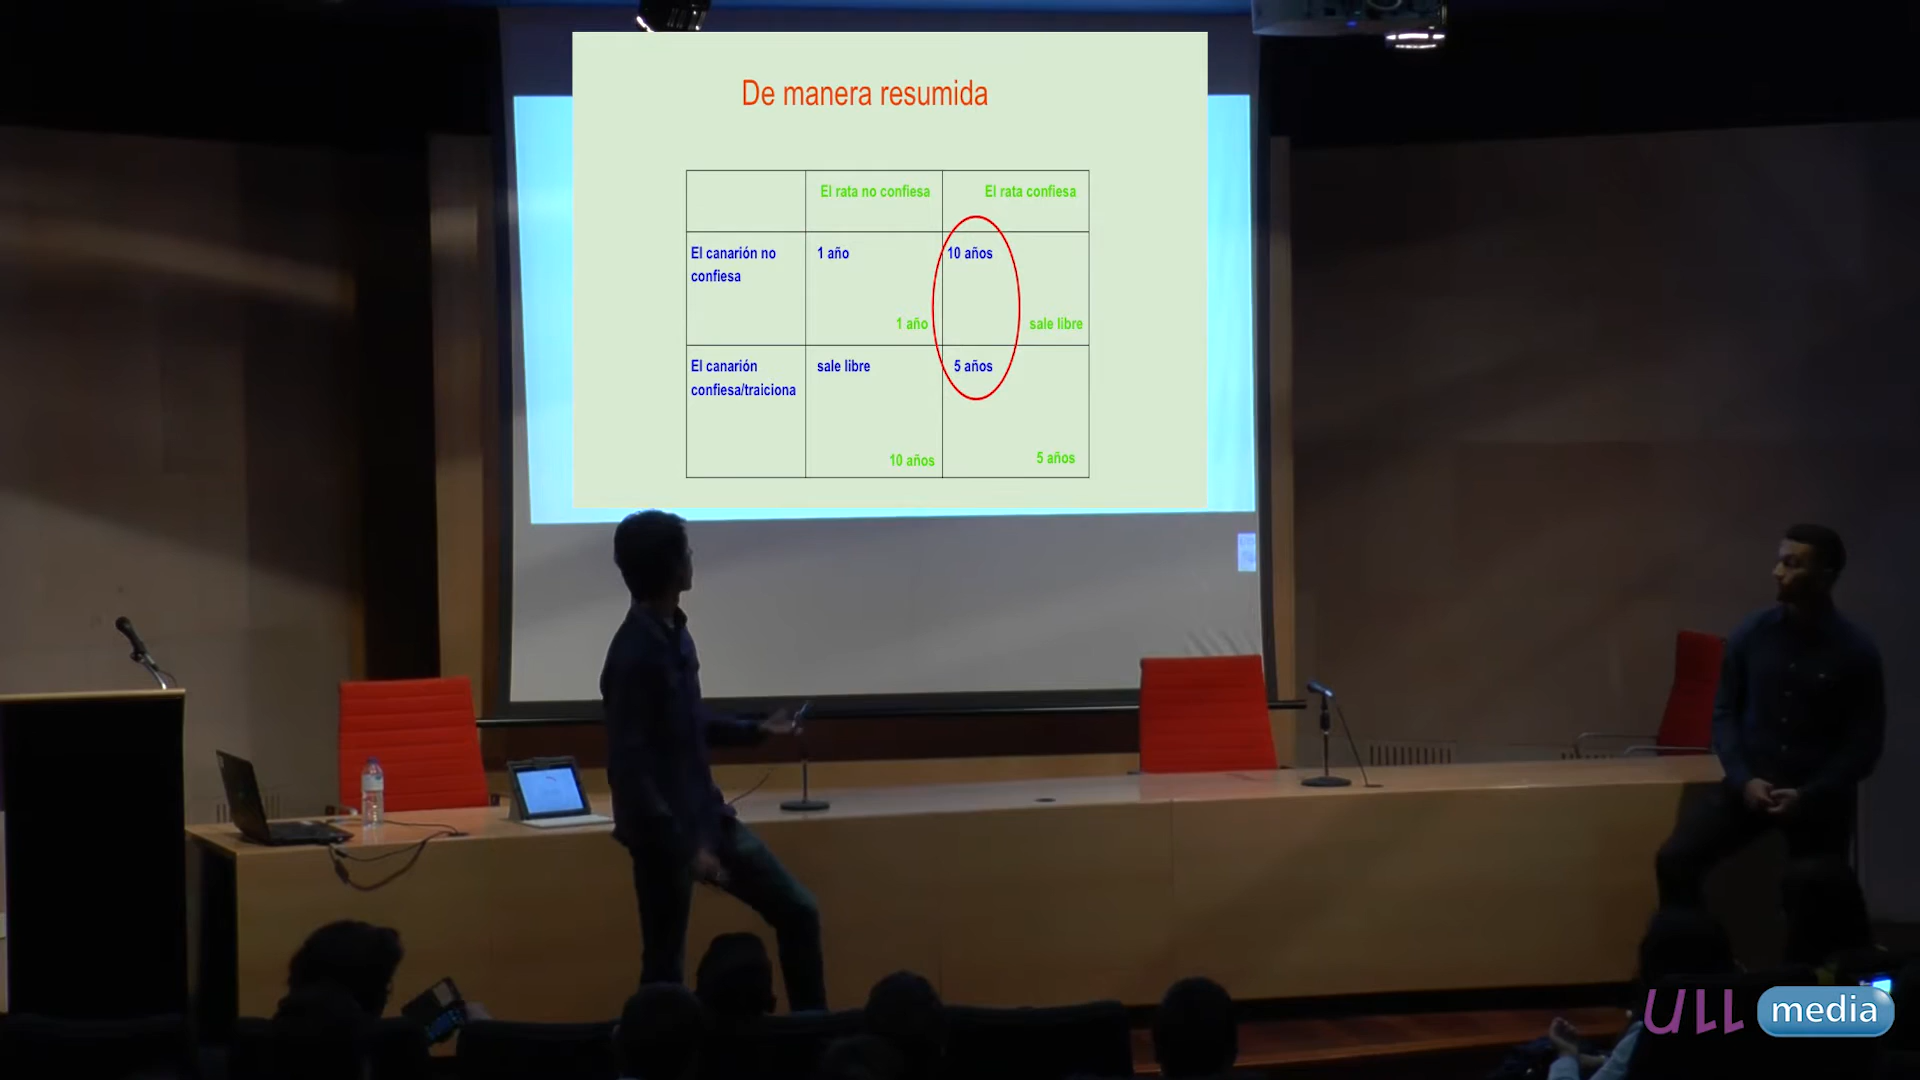 De manera resumida
El rata no confiesa
El rata confiesa
El canarión no
confiesa
1 año
1 año
10 años
sale libre
El canarión
confiesa/traiciona
sale libre
10 años
5 años
5 años
ULL media